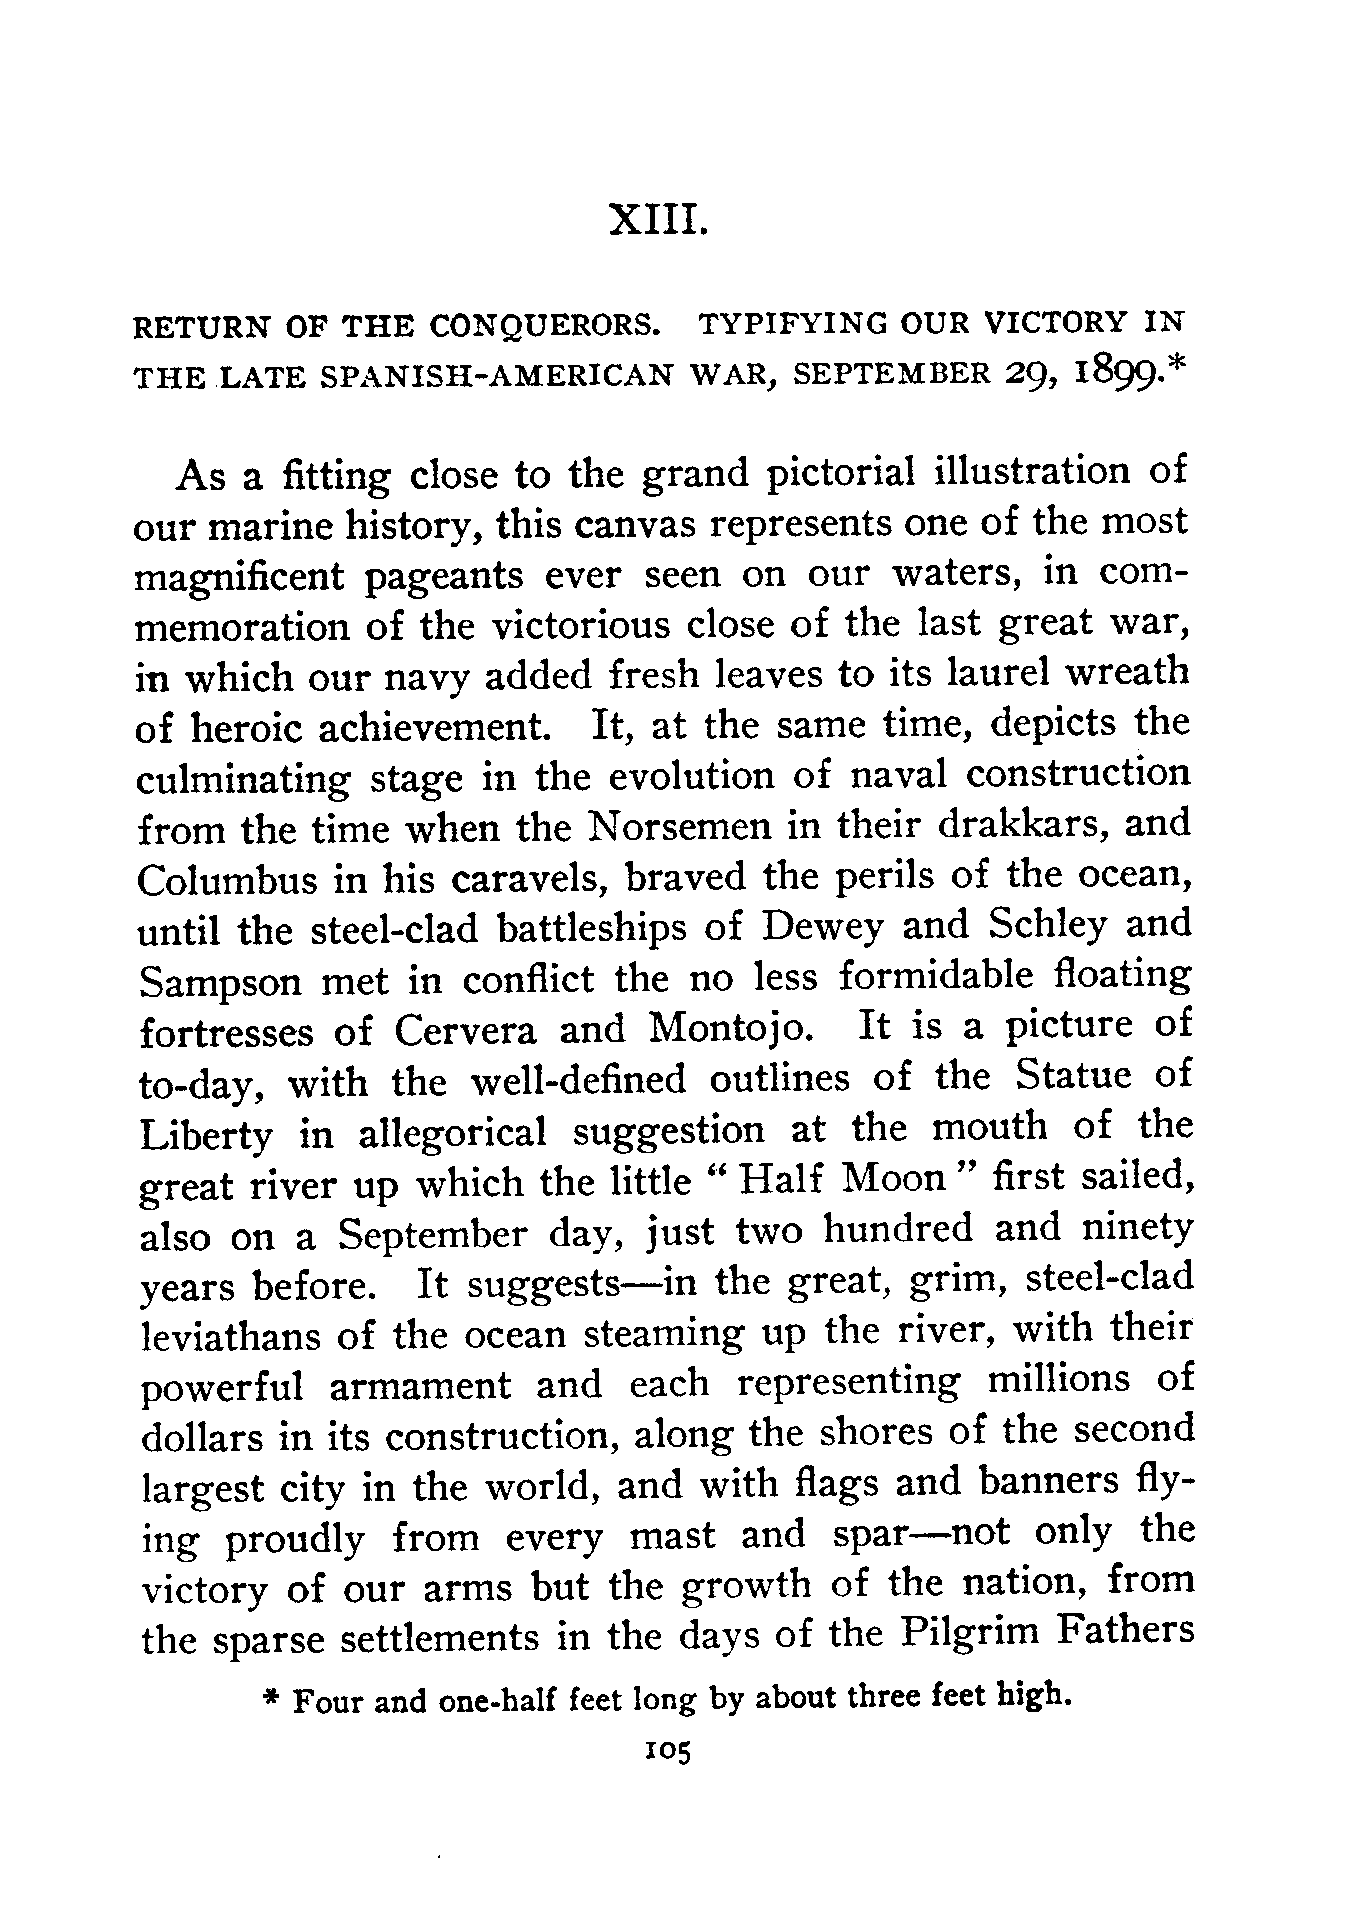 XIII.
RETURN OF THE CONQUERORS. TYPIFYING OUR VICTORY IN
THE LATE SPANISH-AMERICAN WAR, SEPTEMBER 29, 1899.*
As a fitting close to the grand pictorial illustration of
our marine history, this canvas represents one of the most
magnificent pageants ever seen on our waters, in com-
memoration of the victorious close of the last great war,
in which our navy added fresh leaves to its laurel wreath
of heroic achievement. It, at the same time, depicts the
culminating stage in the evolution of naval construction
from the time when the Norsemen in their drakkars, and
Columbus in his caravels, braved the perils of the ocean,
until the steel-clad battleships of Dewey and Schley and
Sampson met in conflict the no less formidable floating
fortresses of Cervera and Montojo. It is a picture of
to-day, with the well-defined outlines of the Statue of
Liberty in allegorical suggestion at the mouth of the
great river up which the little “ Half Moon ” first sailed,
also on a September day, just two hundred and ninety
years before. It suggests—in the great, grim, steel-clad
leviathans of the ocean steaming up the river, with their
powerful armament and each representing millions of
dollars in its construction, along the shores of the second
largest city in the world, and with flags and banners fly-
ing proudly from every mast and spar—not only the
victory of our arms but the growth of the nation, from
the sparse settlements in the days of the Pilgrim Fathers
* Four and one-half feet long by about three feet high.
105